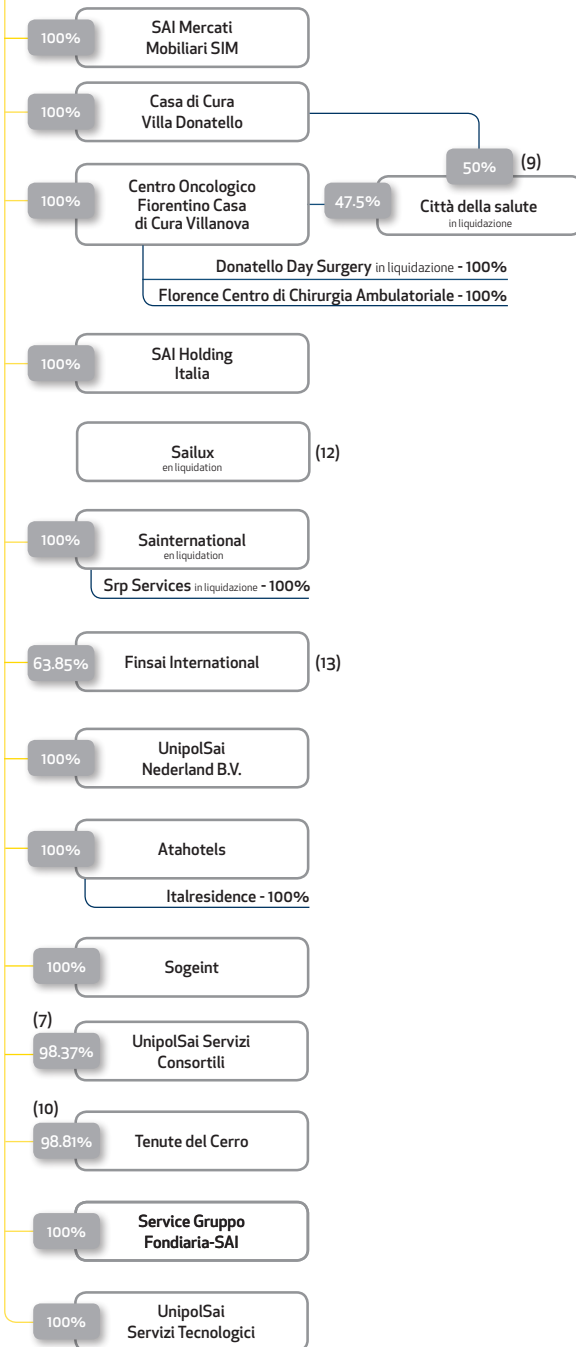 100%
SAI Mercati
Mobiliari SIM
100%
Casa di Cura
Villa Donatello
50%
(9)
100%
Centro Oncologico
Fiorentino Casa
di Cura Villanova
47.5%
Città della salute
in liquidazione
Donatello Day Surgery in liquidazione - 100%
Florence Centro di Chirurgia Ambulatoriale - 100%
100%
SAI Holding
Italia
Sailux
en liquidation
(12)
100%
Sainternational
en liquidation
Srp Services in liquidazione - 100%
63.85%
Finsai International
(13)
100%
UnipolSai
Nederland B.V.
100%
Atahotels
Italresidence - 100%
100%
Sogeint
(7)
98.37%
UnipolSai Servizi
Consortili
(10)
98.81%
Tenute del Cerro
100%
Service Gruppo
Fondiaria-SAI
100%
UnipolSai
Servizi Tecnologici